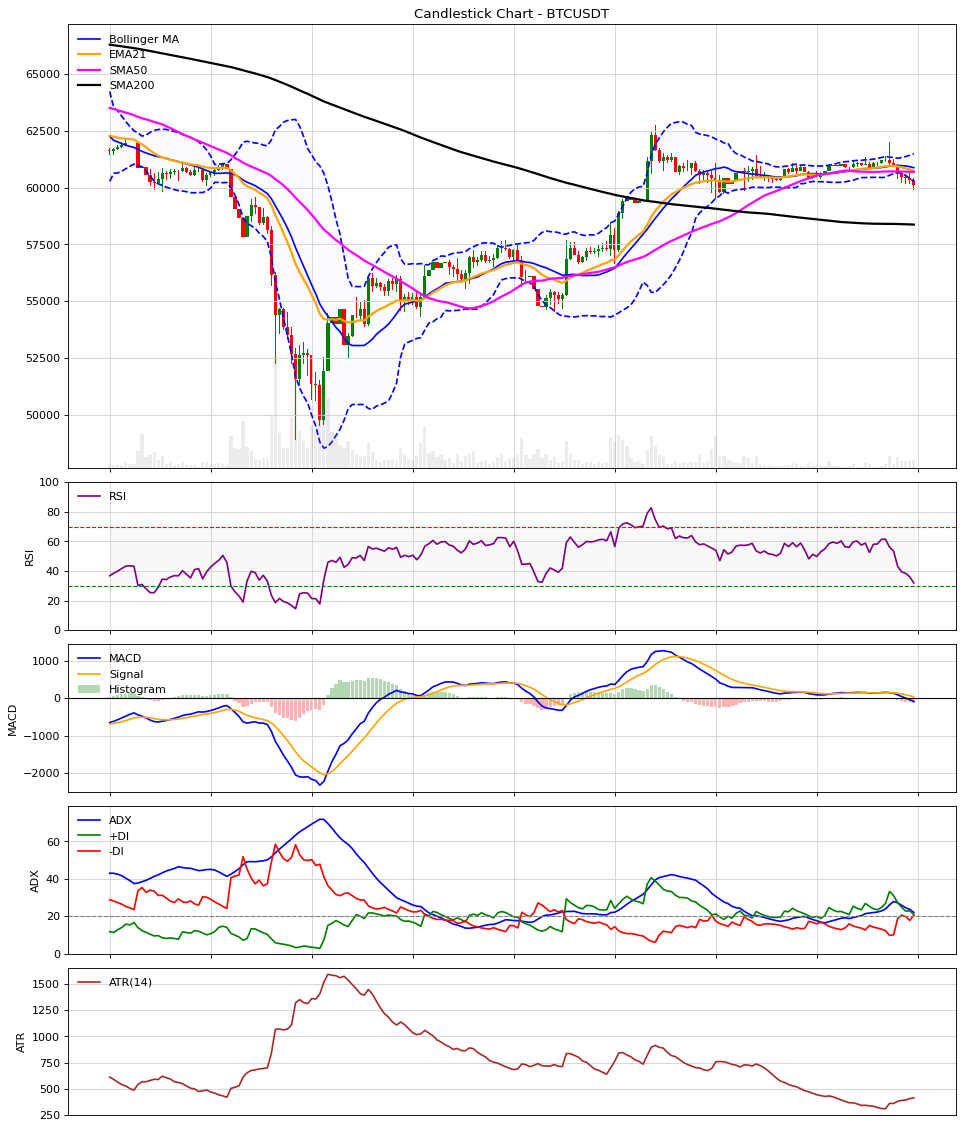 Candlestick Chart - BTCUSDT
Bollinger MA
EMA21
SMA50
SMA200
65000
62500
60000
57500
55000
52500
50000
RSI
100
80
60
40
20
0
RSI
MACD
Signal
Histogram
1000
0
−1000
−2000
MACD
ADX
+DI
-DI
60
40
20
0
ADX
ATR(14)
1500
1250
1000
750
500
250
ATR